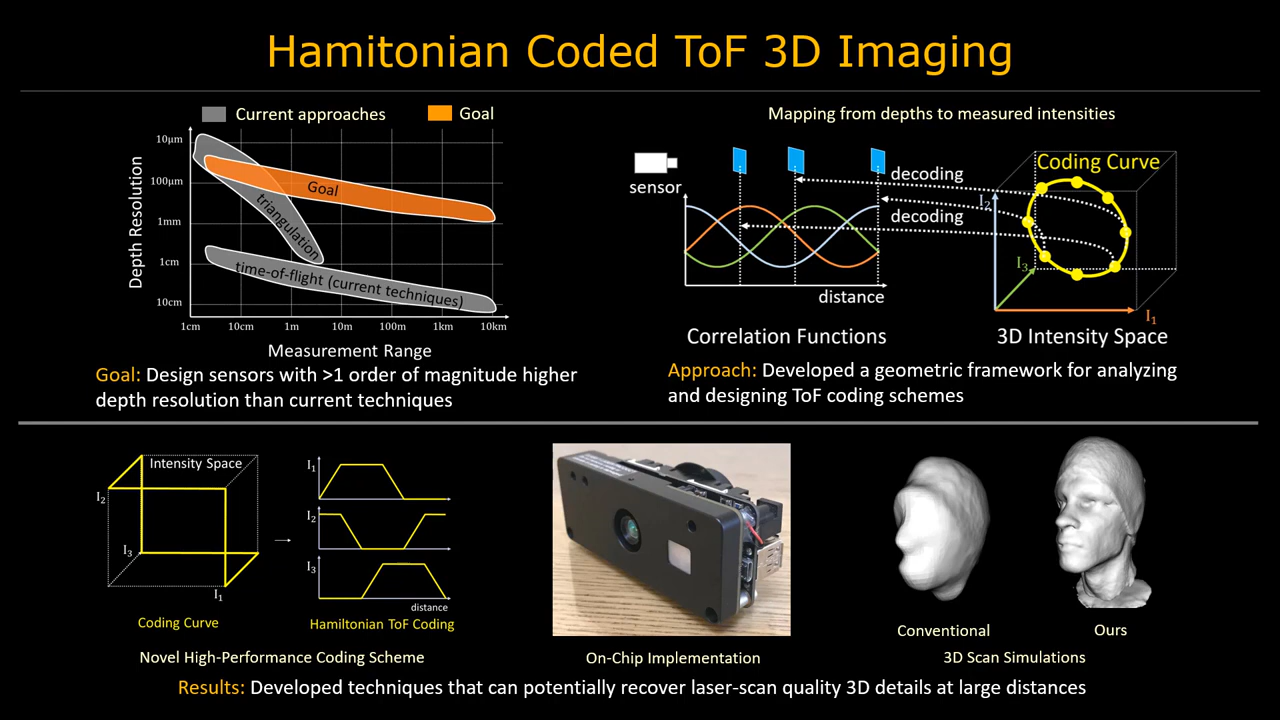 Hamitonian Coded ToF 3D Imaging
Current approaches
Goal
Depth Resolution
10μm
100μm
1mm
1cm
10cm
Goal
triangulation
time-of-flight (current techniques)
1cm 10cm 1m 10m 100m 1km 10km
Measurement Range
Goal: Design sensors with >1 order of magnitude higher
depth resolution than current techniques
Mapping from depths to measured intensities
sensor
decoding
decoding
distance
Correlation Functions
Coding Curve
I₂
I₃
I₁
3D Intensity Space
Approach: Developed a geometric framework for analyzing
and designing ToF coding schemes
Intensity Space
I₂
I₃
I₁
Coding Curve
I₁
I₂
I₃
distance
Hamiltonian ToF Coding
Novel High-Performance Coding Scheme
On-Chip Implementation
Conventional
Ours
3D Scan Simulations
Results: Developed techniques that can potentially recover laser-scan quality 3D details at large distances